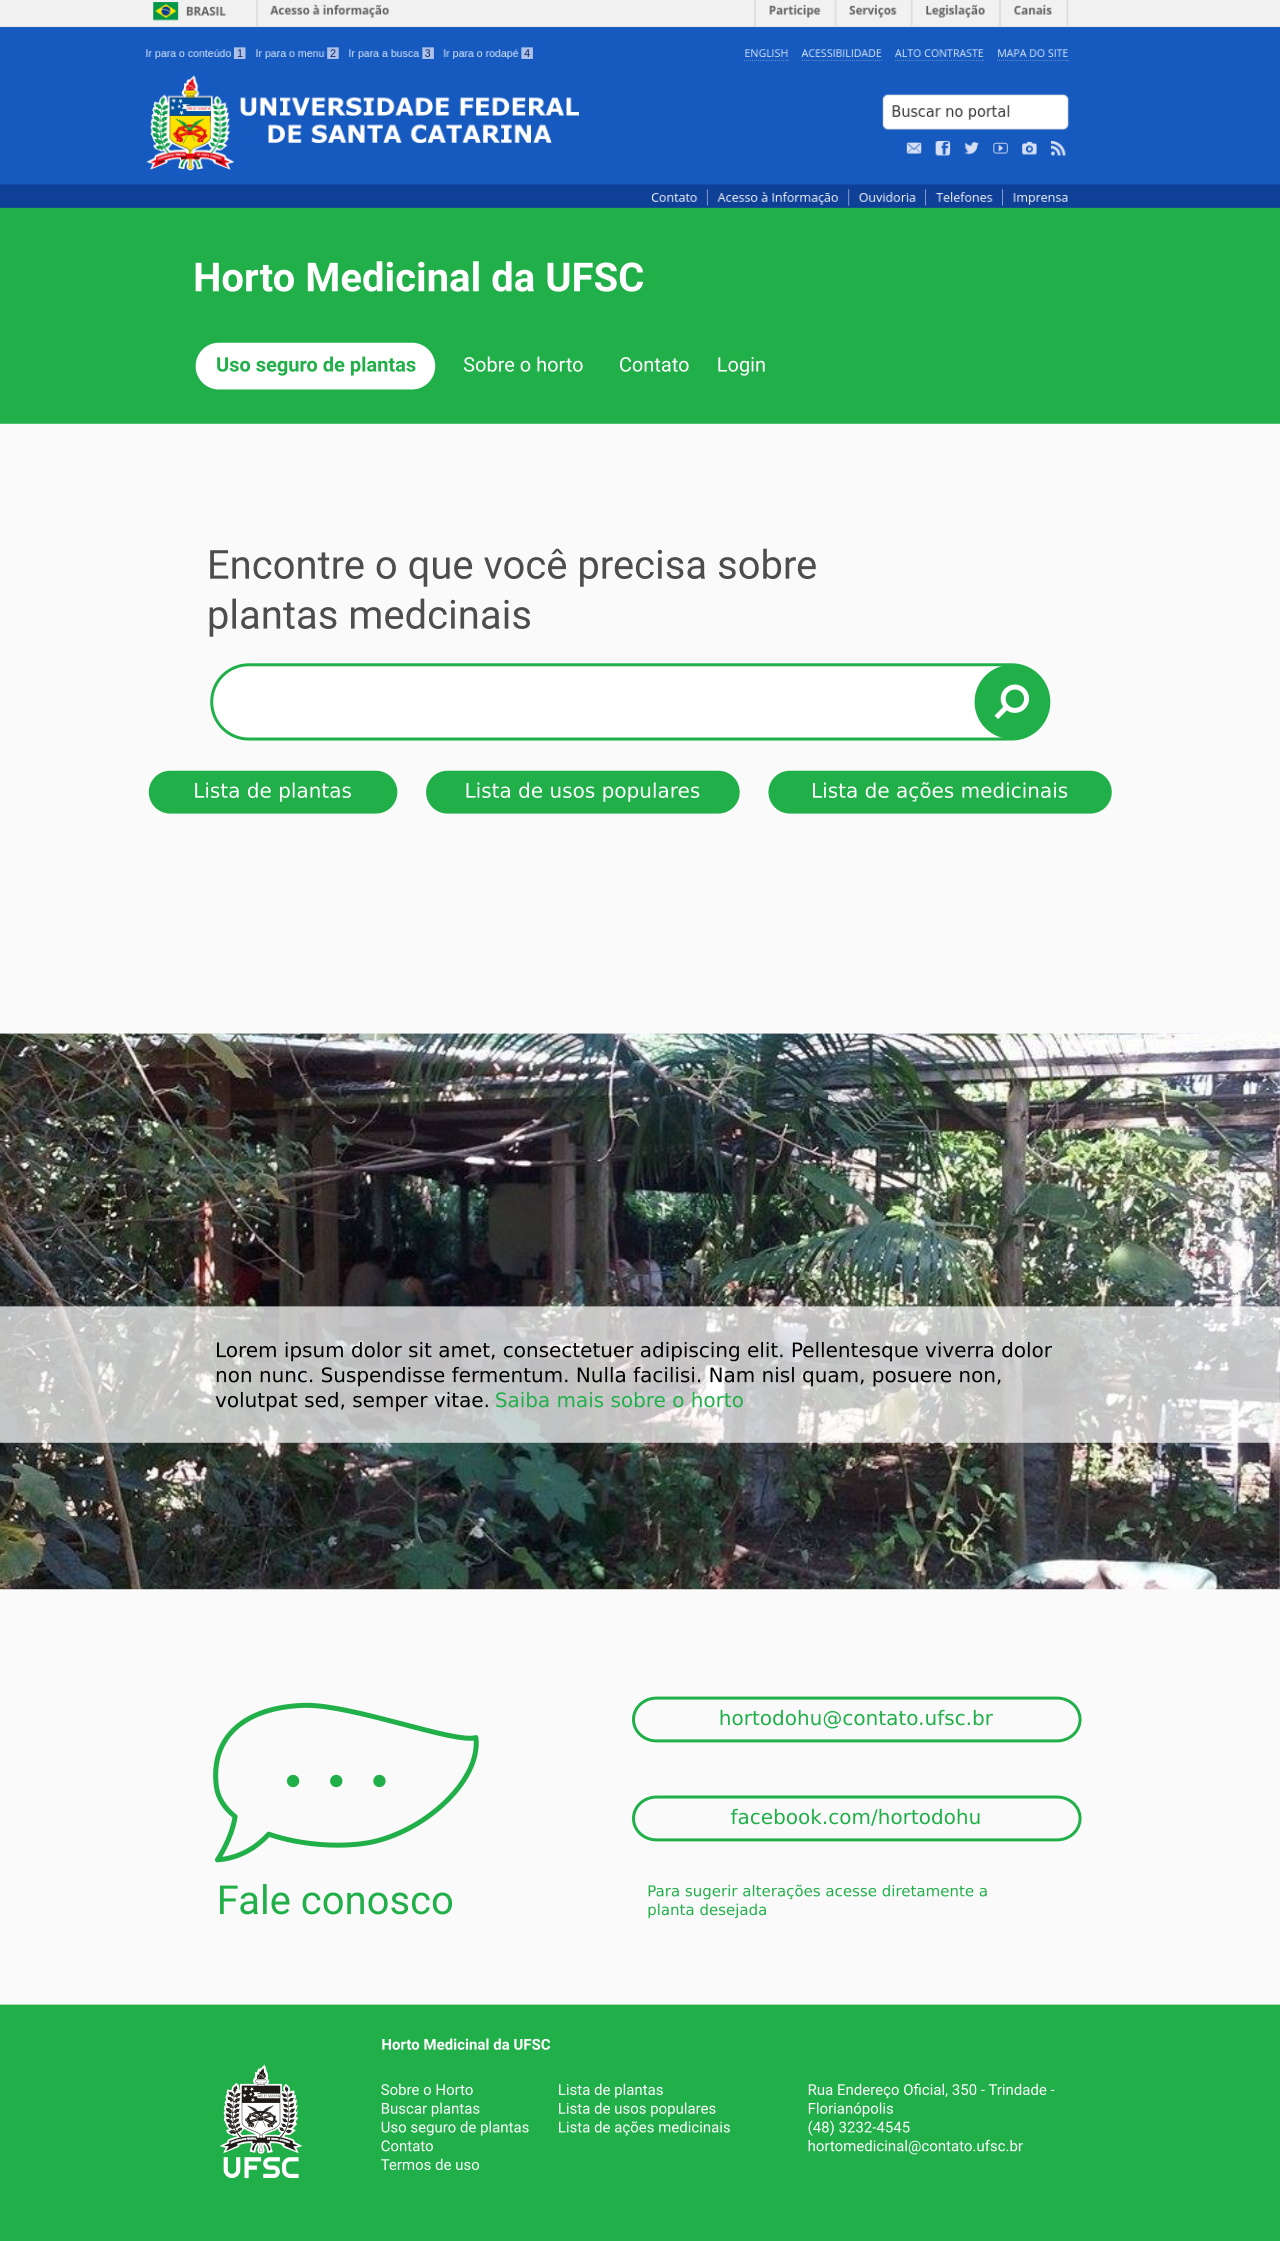 BRASIL
Acesso à informação
Participe
Serviços
Legislação
Canais
Ir para o conteúdo 1 Ir para o menu 2 Ir para a busca 3 Ir para o rodapé 4
ENGLISH ACESSIBILIDADE ALTO CONTRASTE MAPA DO SITE
UNIVERSIDADE FEDERAL
DE SANTA CATARINA
Buscar no portal
Contato
Acesso à Informação
Ouvidoria
Telefones
Imprensa
Horto Medicinal da UFSC
Uso seguro de plantas
Sobre o horto
Contato
Login
Encontre o que você precisa sobre
plantas medcinais
Lista de plantas
Lista de usos populares
Lista de ações medicinais
Lorem ipsum dolor sit amet, consectetuer adipiscing elit. Pellentesque viverra dolor
non nunc. Suspendisse fermentum. Nulla facilisi. Nam nisl quam, posuere non,
volutpat sed, semper vitae. Saiba mais sobre o horto
Fale conosco
hortodohu@contato.ufsc.br
facebook.com/hortodohu
Para sugerir alterações acesse diretamente a
planta desejada
UFSC
Horto Medicinal da UFSC
Sobre o Horto
Buscar plantas
Uso seguro de plantas
Contato
Termos de uso
Lista de plantas
Lista de usos populares
Lista de ações medicinais
Rua Endereço Oficial, 350 - Trindade -
Florianópolis
(48) 3232-4545
hortomedicinal@contato.ufsc.br